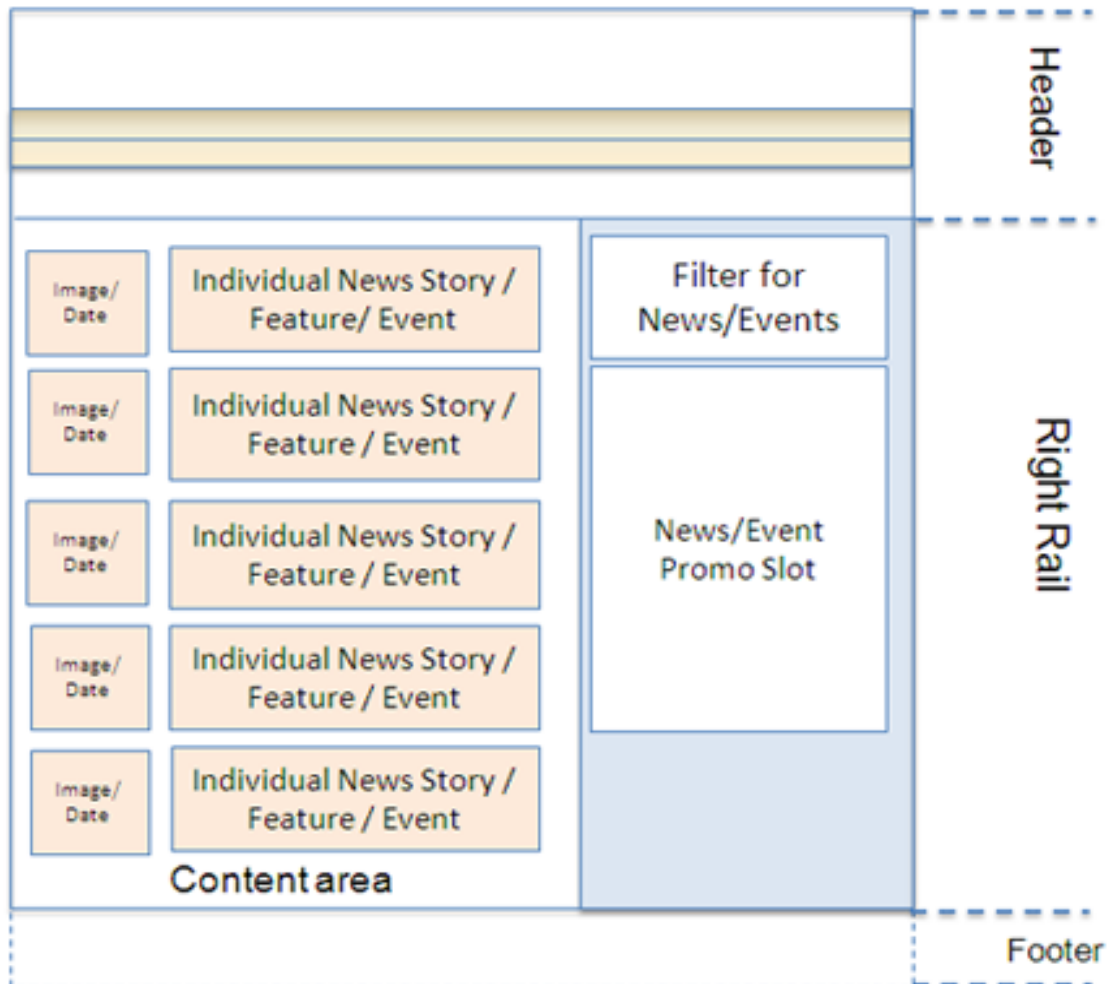 Header
Image/
Date
Individual News Story /
Feature/ Event
Filter for
News/Events
Image/
Date
Individual News Story /
Feature / Event
News/Event
Promo Slot
Right Rail
Image/
Date
Individual News Story /
Feature / Event
Image/
Date
Individual News Story /
Feature / Event
Image/
Date
Individual News Story /
Feature / Event
Content area
Footer